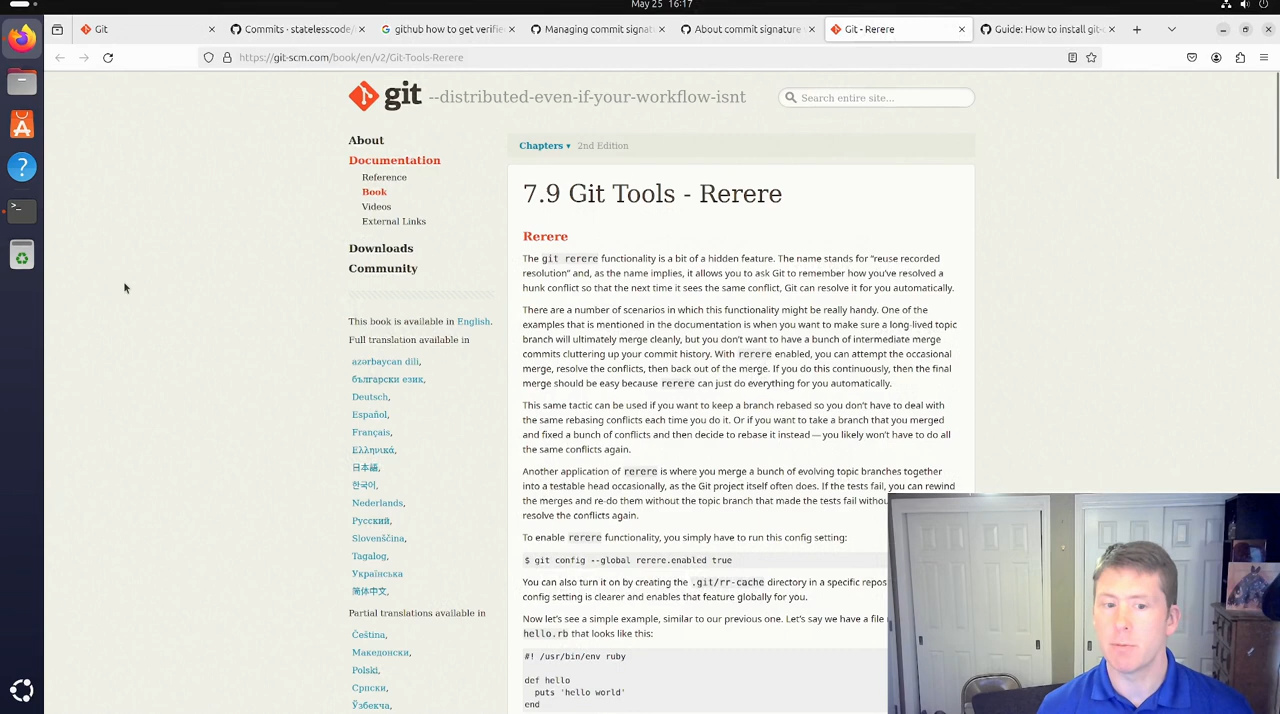 May 25 16:17
Git
Commits · statelesscode/
github how to get verifie
Managing commit signat
About commit signature
Git - Rerere
Guide: How to install git-
https://git-scm.com/book/en/v2/Git-Tools-Rerere
git --distributed-even-if-your-workflow-isnt
Search entire site...
About
Documentation
Reference
Book
Videos
External Links
Downloads
Community
This book is available in English.
Full translation available in
azərbaycan dili,
български език,
Deutsch,
Español,
Français,
Ελληνικά,
日本語,
한국어,
Nederlands,
Русский,
Slovenščina,
Tagalog,
Українська
简体中文,
Partial translations available in
Čeština,
Македонски,
Polski,
Српски,
Ўзбекча,
Chapters ▾ 2nd Edition
7.9 Git Tools - Rerere
Rerere
The git rerere functionality is a bit of a hidden feature. The name stands for “reuse recorded
resolution” and, as the name implies, it allows you to ask Git to remember how you’ve resolved a
hunk conflict so that the next time it sees the same conflict, Git can resolve it for you automatically.
There are a number of scenarios in which this functionality might be really handy. One of the
examples that is mentioned in the documentation is when you want to make sure a long-lived topic
branch will ultimately merge cleanly, but you don’t want to have a bunch of intermediate merge
commits cluttering up your commit history. With rerere enabled, you can attempt the occasional
merge, resolve the conflicts, then back out of the merge. If you do this continuously, then the final
merge should be easy because rerere can just do everything for you automatically.
This same tactic can be used if you want to keep a branch rebased so you don’t have to deal with
the same rebasing conflicts each time you do it. Or if you want to take a branch that you merged
and fixed a bunch of conflicts and then decide to rebase it instead — you likely won’t have to do all
the same conflicts again.
Another application of rerere is where you merge a bunch of evolving topic branches together
into a testable head occasionally, as the Git project itself often does. If the tests fail, you can rewind
the merges and re-do them without the topic branch that made the tests fail withou
resolve the conflicts again.
To enable rerere functionality, you simply have to run this config setting:
$ git config --global rerere.enabled true
You can also turn it on by creating the .git/rr-cache directory in a specific repos
config setting is clearer and enables that feature globally for you.
Now let’s see a simple example, similar to our previous one. Let’s say we have a file
hello.rb that looks like this:
#! /usr/bin/env ruby
def hello
puts 'hello world'
end